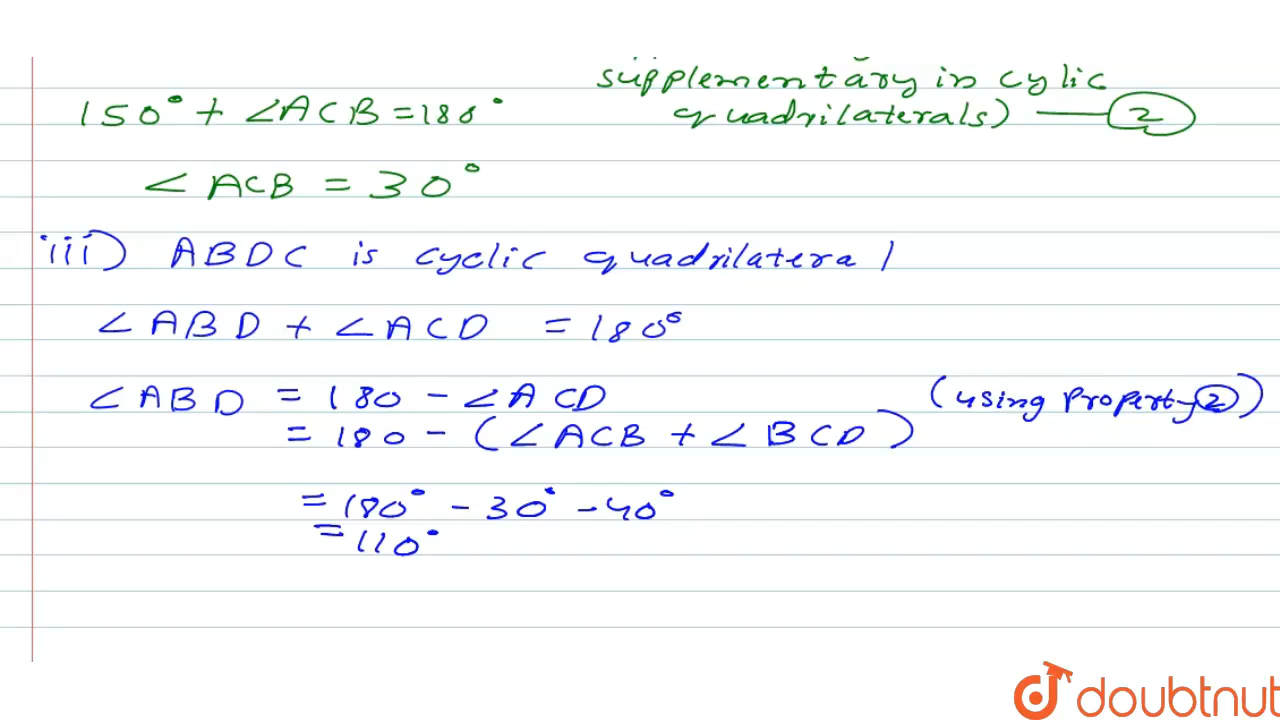 supplementary in cylic
150° + ∠ACB = 180°
quadrilaterals) — 2
∠ACB = 30°
iii) ABDC is cyclic quadrilateral
∠ABD + ∠ACD = 180°
∠ABD = 180 - ∠ACD (using Property 2)
= 180 - (∠ACB + ∠BCD)
= 180° - 30° - 40°
= 110°
doubtnut